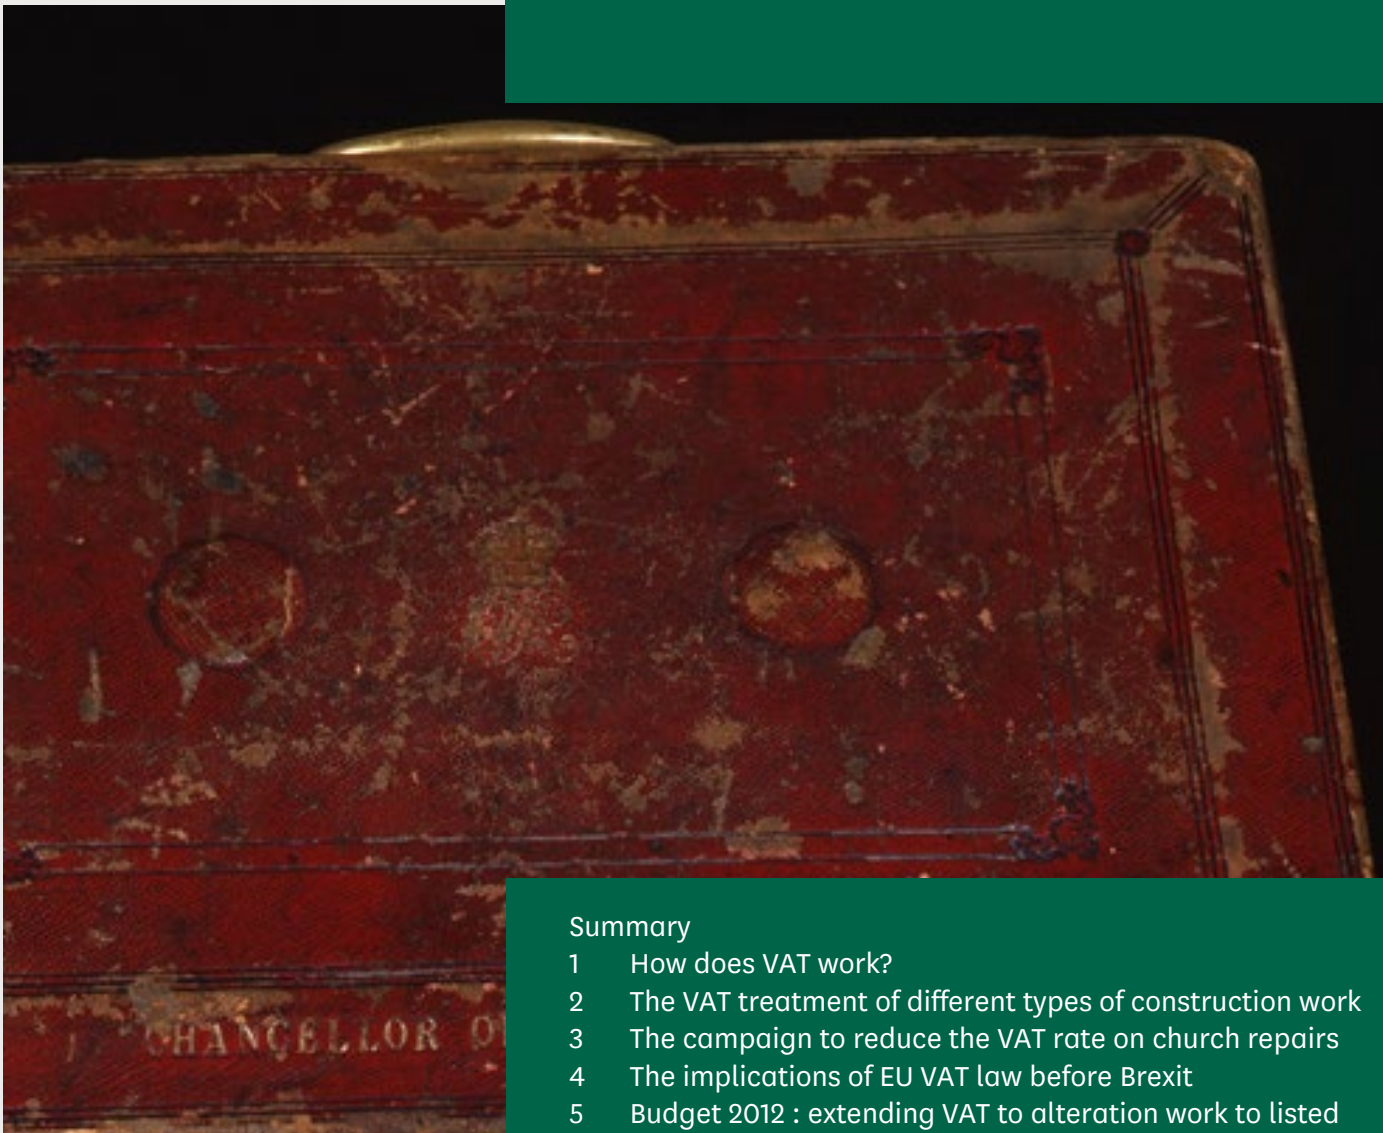 CHANCELLOR
Summary
1 How does VAT work?
2 The VAT treatment of different types of construction work
3 The campaign to reduce the VAT rate on church repairs
4 The implications of EU VAT law before Brexit
5 Budget 2012 : extending VAT to alteration work to listed